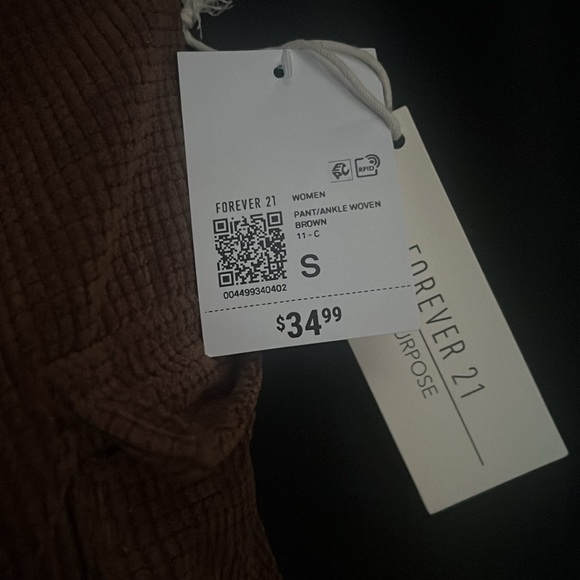 RFID
FOREVER 21
WOMEN
PANT/ANKLE WOVEN
BROWN
11 - C
S
004499340402
$34.99
FOREVER 21
URPOSE